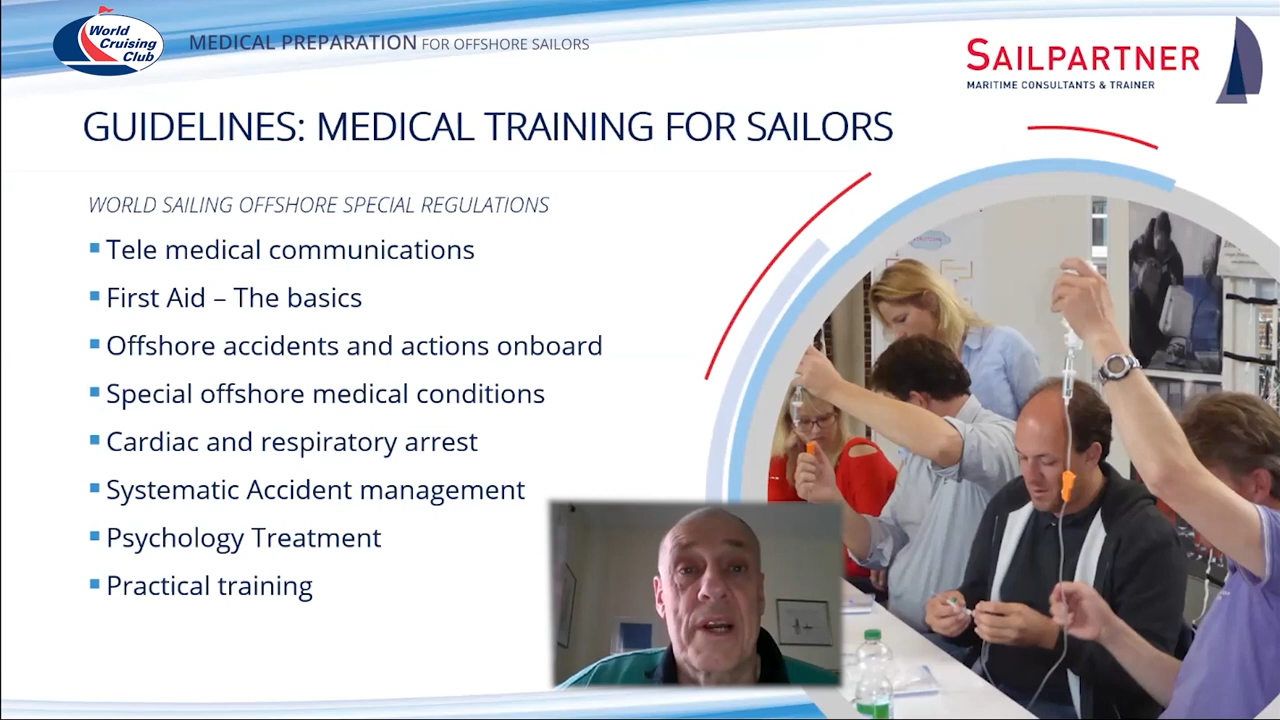 World
Cruising
Club
MEDICAL PREPARATION FOR OFFSHORE SAILORS
SAILPARTNER
MARITIME CONSULTANTS & TRAINER
GUIDELINES: MEDICAL TRAINING FOR SAILORS
WORLD SAILING OFFSHORE SPECIAL REGULATIONS
Tele medical communications
First Aid – The basics
Offshore accidents and actions onboard
Special offshore medical conditions
Cardiac and respiratory arrest
Systematic Accident management
Psychology Treatment
Practical training